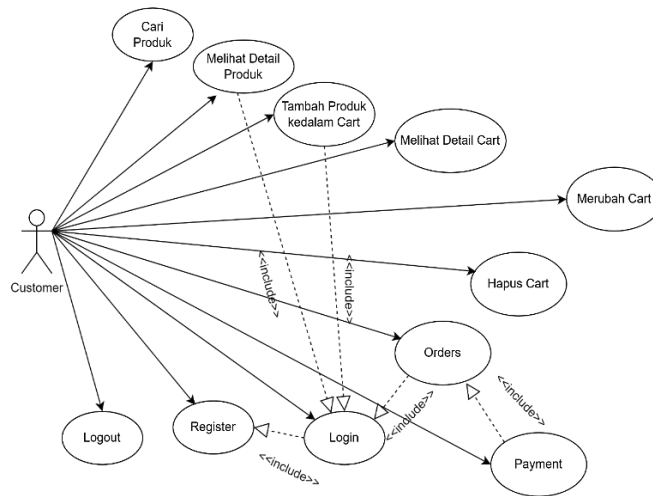 Cari
Produk
Melihat Detail
Produk
Tambah Produk
kedalam Cart
Melihat Detail Cart
Merubah Cart
Customer
<<include>>
<<include>>
Hapus Cart
Orders
Logout
Register
Login
<<include>>
<<include>>
Payment
<<include>>